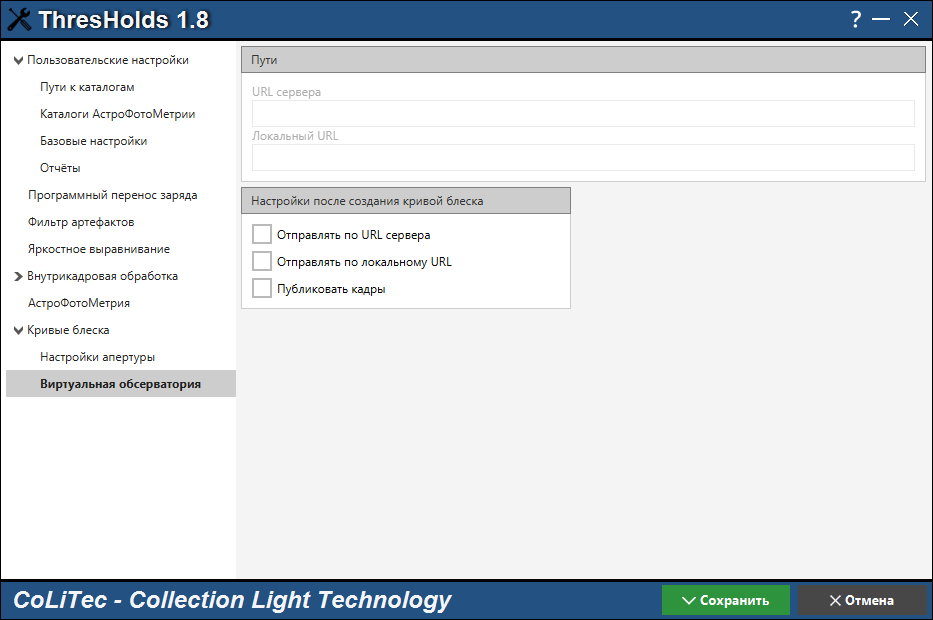 ThresHolds 1.8
?
Пользовательские настройки
Пути к каталогам
Каталоги АстроФотоМетрии
Базовые настройки
Отчёты
Программный перенос заряда
Фильтр артефактов
Яркостное выравнивание
Внутрикадровая обработка
АстроФотоМетрия
Кривые блеска
Настройки апертуры
Виртуальная обсерватория
Пути
URL сервера
Локальный URL
Настройки после создания кривой блеска
Отправлять по URL сервера
Отправлять по локальному URL
Публиковать кадры
CoLiTec - Collection Light Technology
Сохранить
Отмена